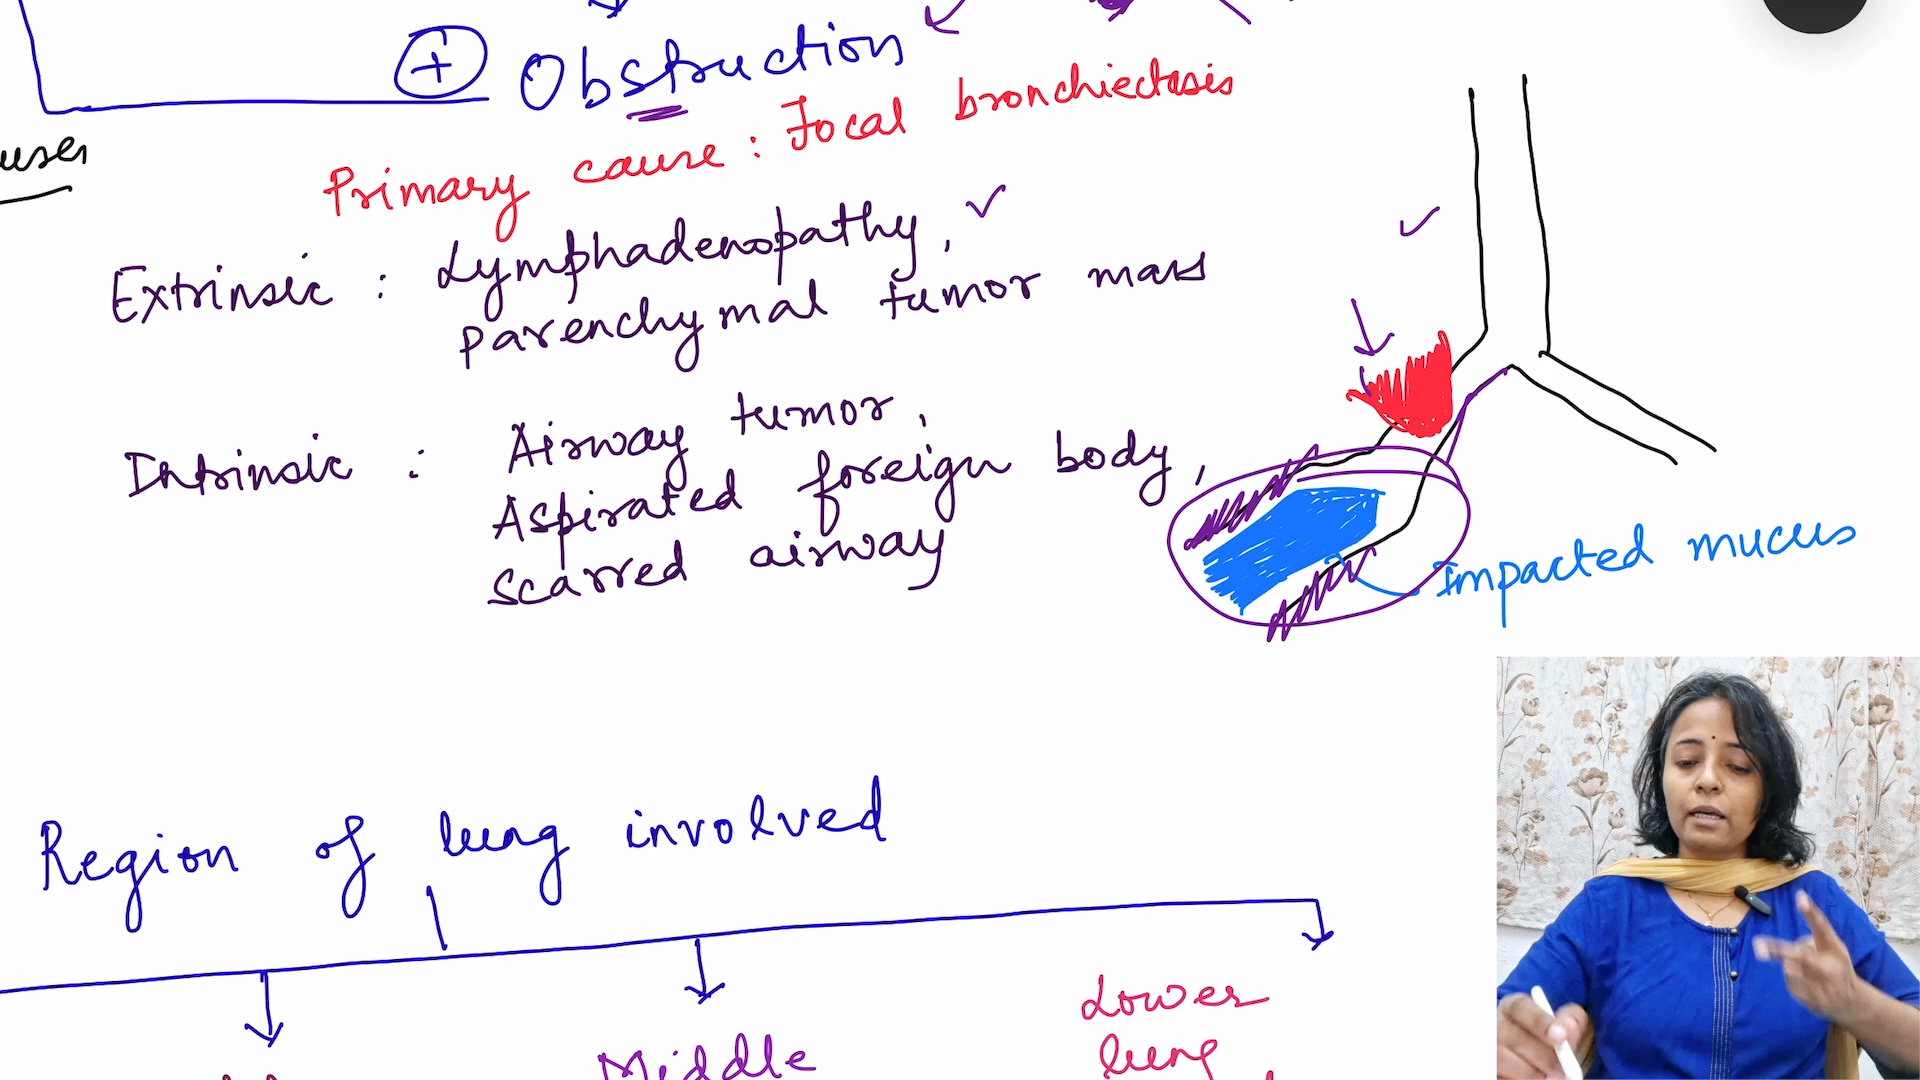 + Obstruction
Primary cause : Focal bronchiectasis
Extrinsic : Lymphadenopathy,
parenchymal tumor mass
Intrinsic : Airway tumor,
Aspirated foreign body,
scarred airway
Impacted mucus
Region of lung involved
Middle
Lower
lung